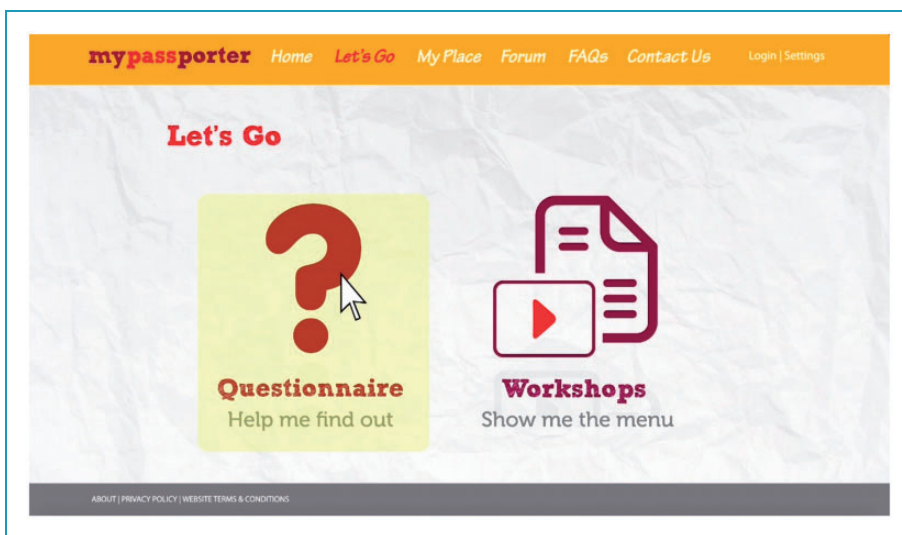 mypassporter Home Let's Go My Place Forum FAQs Contact Us Login | Settings
Let's Go
?
Questionnaire
Help me find out
Workshops
Show me the menu
ABOUT | PRIVACY POLICY | WEBSITE TERMS & CONDITIONS